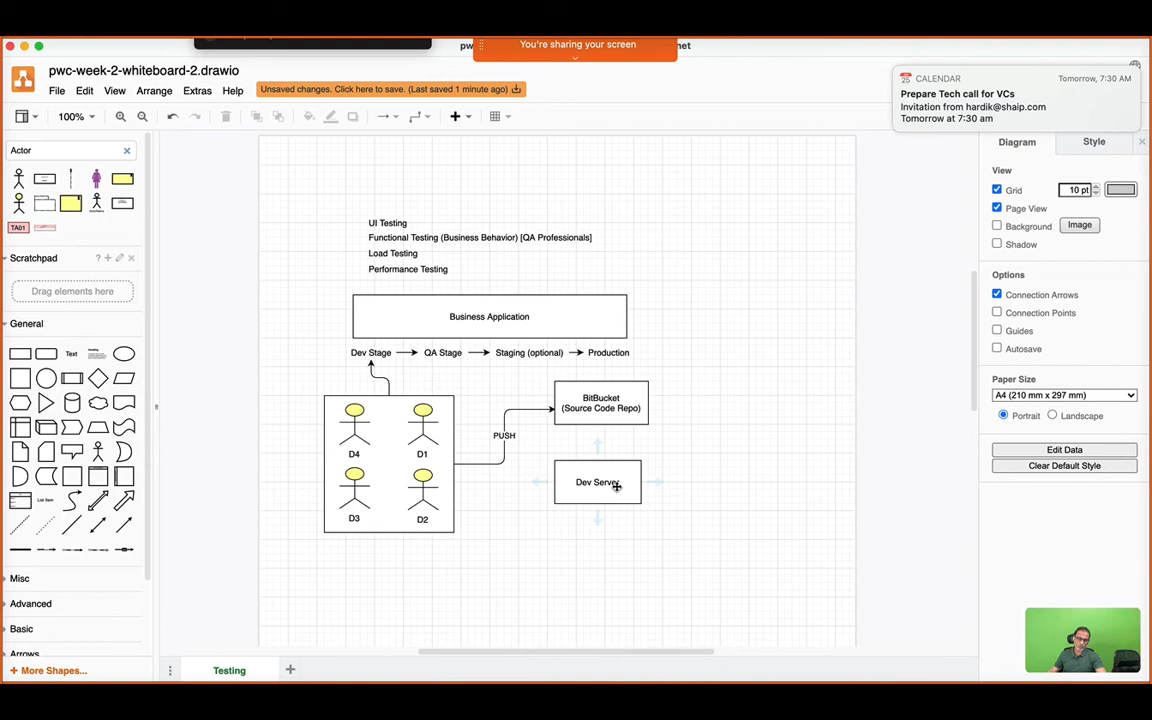 You're sharing your screen
pw
net
pwc-week-2-whiteboard-2.drawio
File Edit View Arrange Extras Help
Unsaved changes. Click here to save. (Last saved 1 minute ago)
CALENDAR
Tomorrow, 7:30 AM
Prepare Tech call for VCs
Invitation from hardik@shaip.com
Tomorrow at 7:30 am
100%
Actor
TA01
Scratchpad
Drag elements here
General
Text
Heading
List Item
Misc
Advanced
Basic
Arrows
+ More Shapes...
UI Testing
Functional Testing (Business Behavior) [QA Professionals]
Load Testing
Performance Testing
Business Application
Dev Stage
QA Stage
Staging (optional)
Production
BitBucket
(Source Code Repo)
PUSH
D4
D1
D3
D2
Dev Server
Testing
Diagram
Style
View
Grid
10 pt
Page View
Background
Image
Shadow
Options
Connection Arrows
Connection Points
Guides
Autosave
Paper Size
A4 (210 mm x 297 mm)
Portrait
Landscape
Edit Data
Clear Default Style